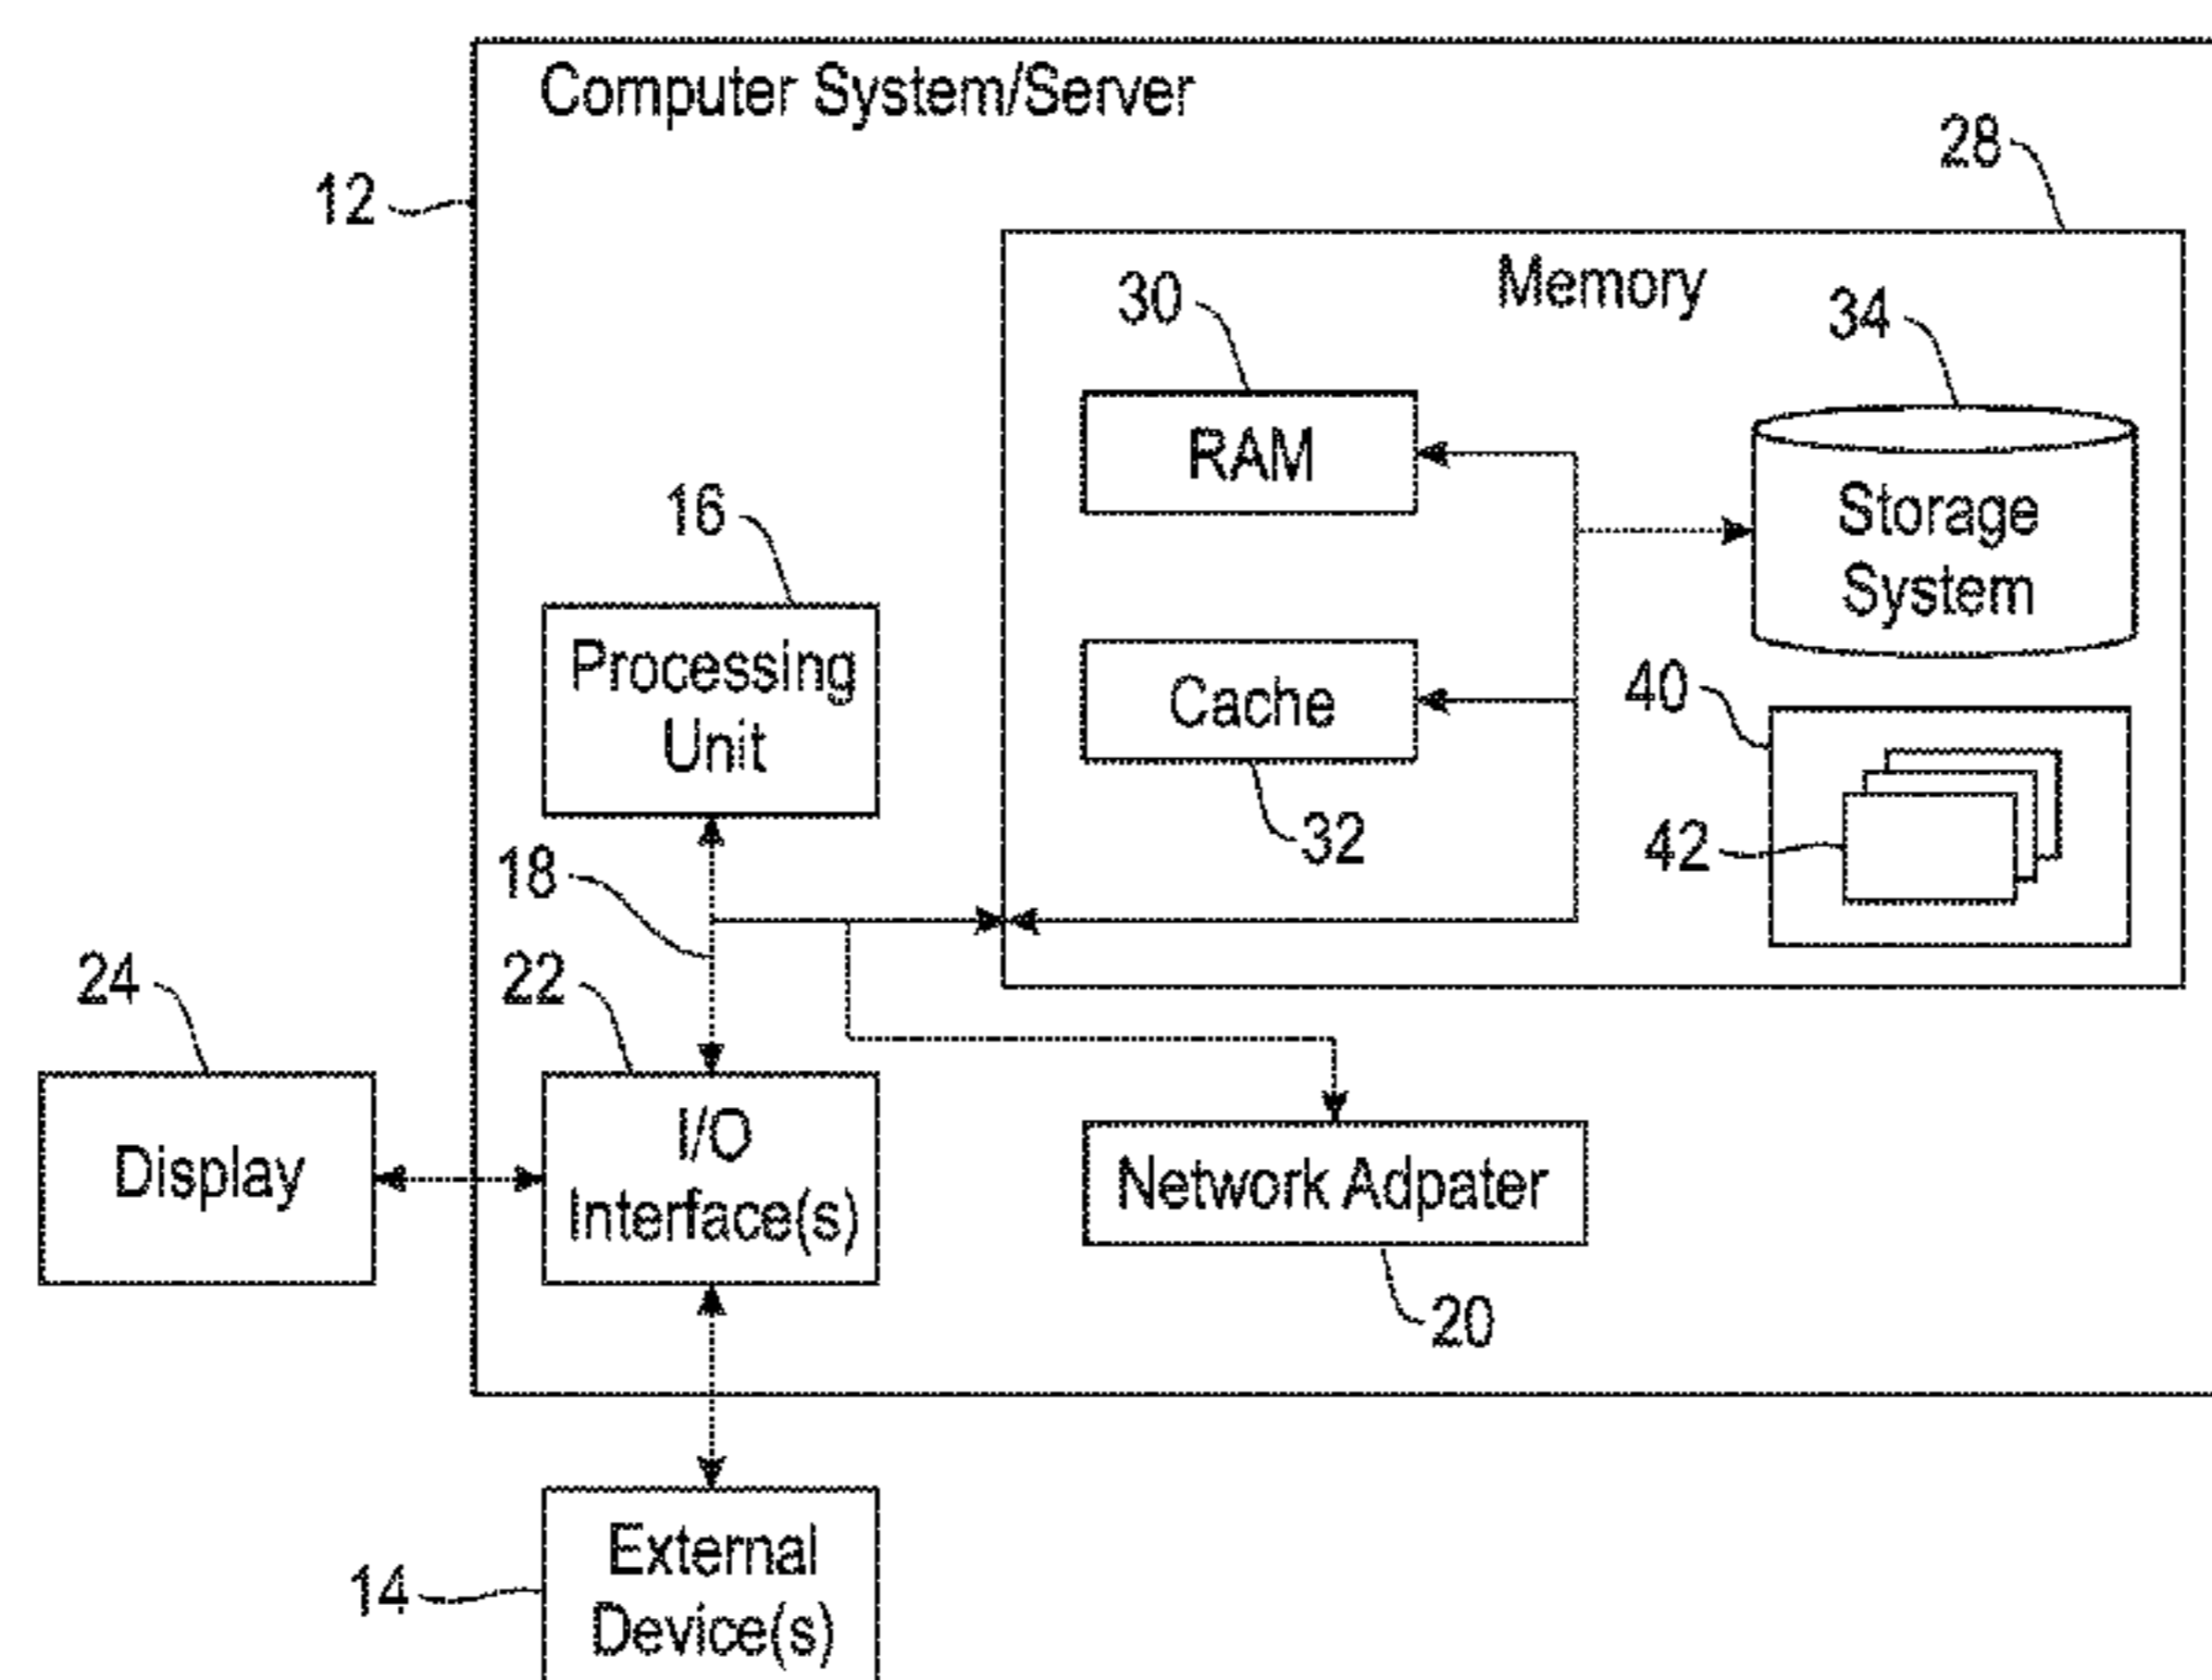 Computer System/Server
12
28
Memory
30
34
RAM
Storage
System
16
Processing
Unit
Cache
40
32
42
18
24
22
Display
I/O
Interface(s)
Network Adpater
20
14
External
Device(s)